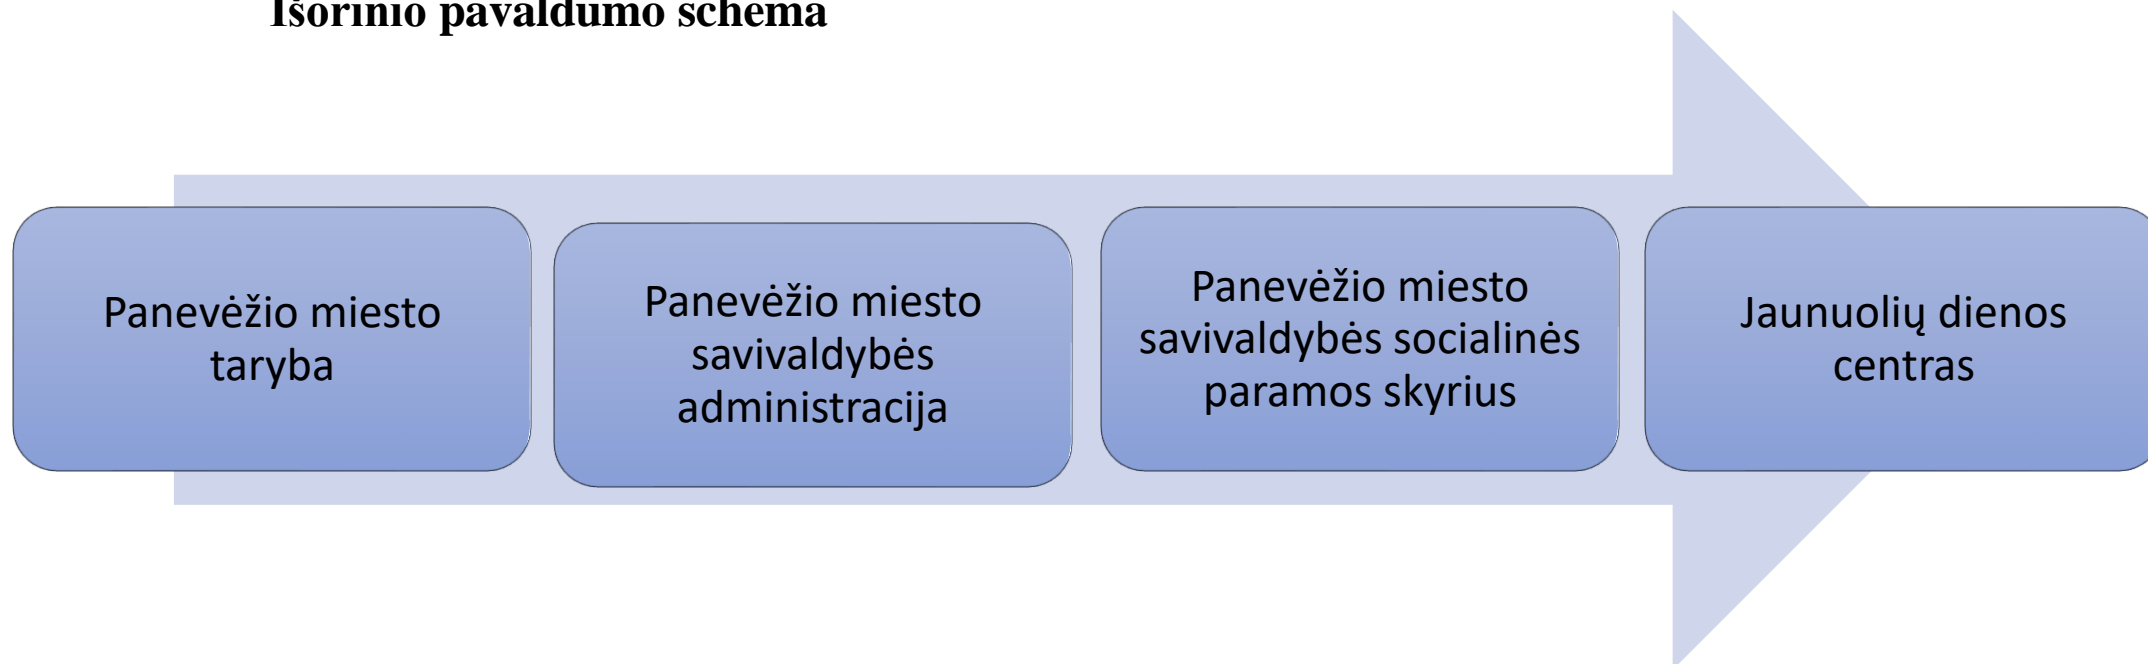 Išorinio pavaldumo schema
Panevėžio miesto
taryba
Panevėžio miesto
savivaldybės
administracija
Panevėžio miesto
savivaldybės socialinės
paramos skyrius
Jaunuolių dienos
centras